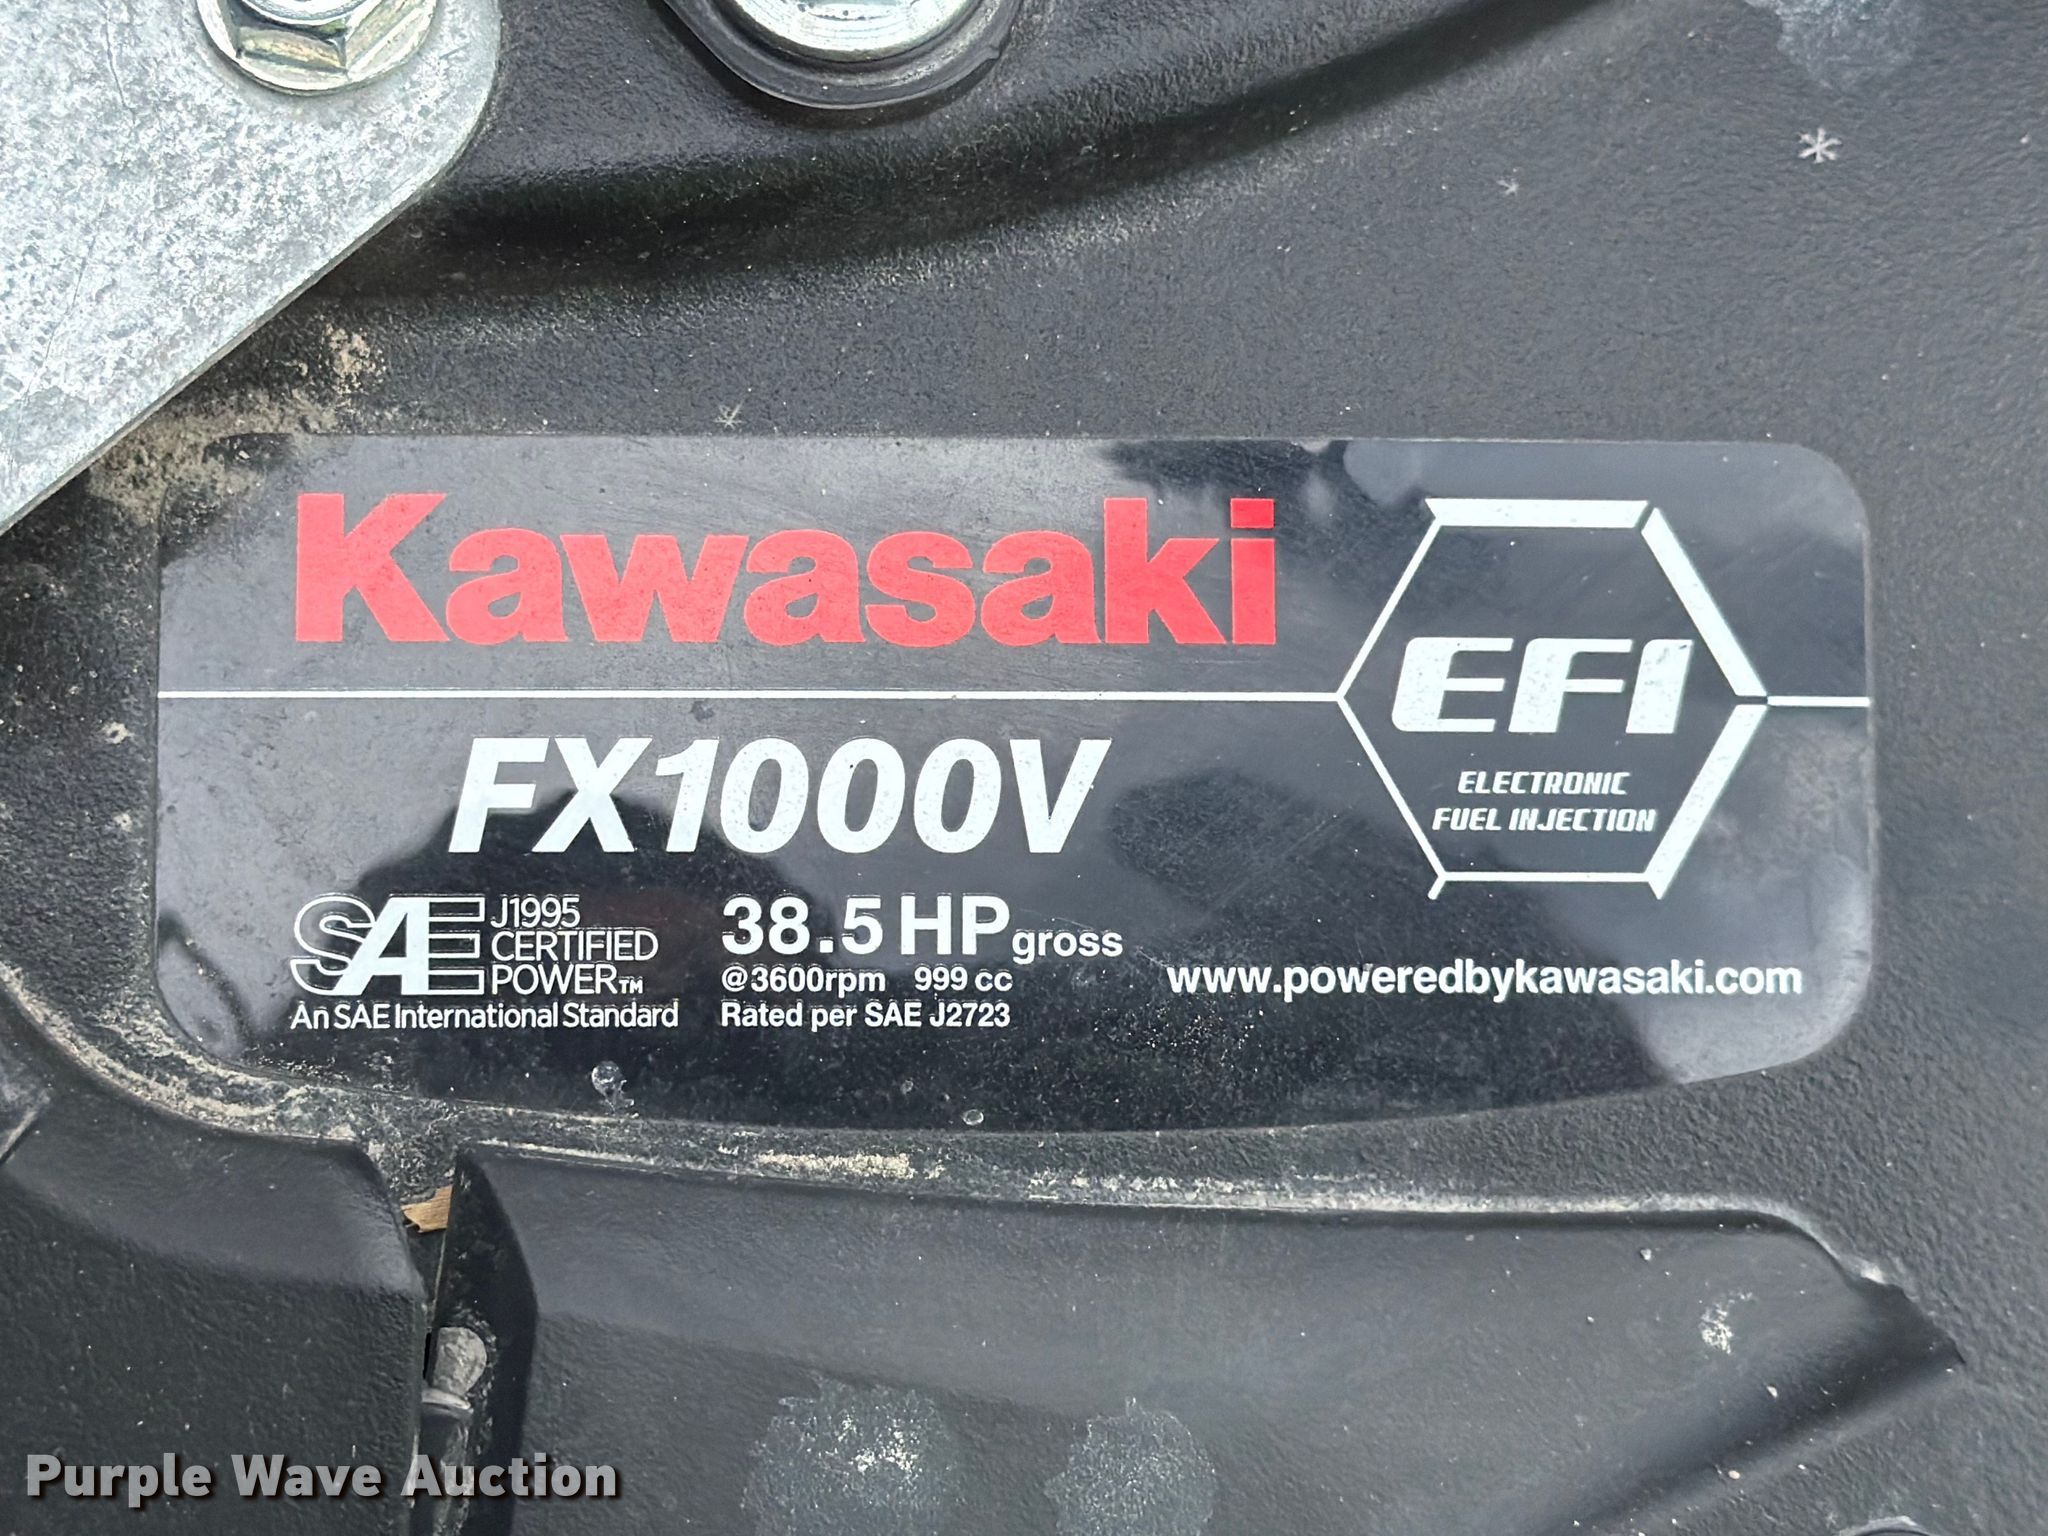 Kawasaki
EFI
ELECTRONIC
FUEL INJECTION
FX1000V
SAE J1995
CERTIFIED
POWER™
An SAE International Standard
38.5 HP gross
@3600rpm 999 cc
Rated per SAE J2723
www.poweredbykawasaki.com
Purple Wave Auction